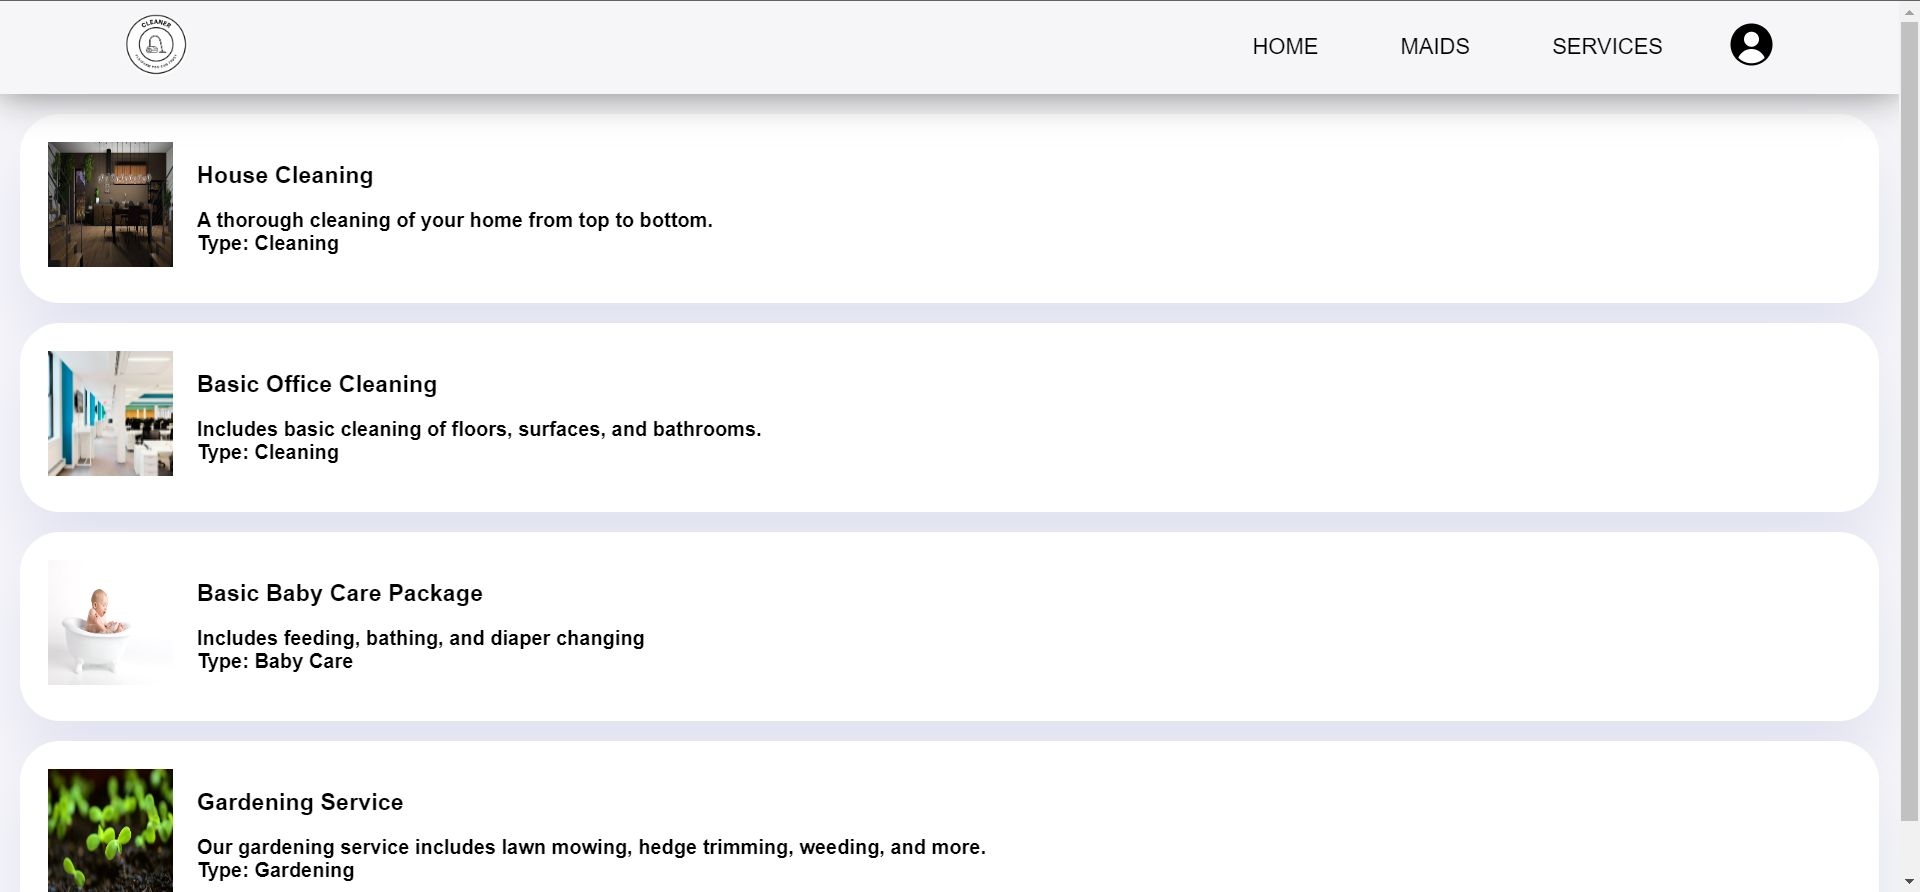 CLEANER
HOME
MAIDS
SERVICES
House Cleaning
A thorough cleaning of your home from top to bottom.
Type: Cleaning
Basic Office Cleaning
Includes basic cleaning of floors, surfaces, and bathrooms.
Type: Cleaning
Basic Baby Care Package
Includes feeding, bathing, and diaper changing
Type: Baby Care
Gardening Service
Our gardening service includes lawn mowing, hedge trimming, weeding, and more.
Type: Gardening